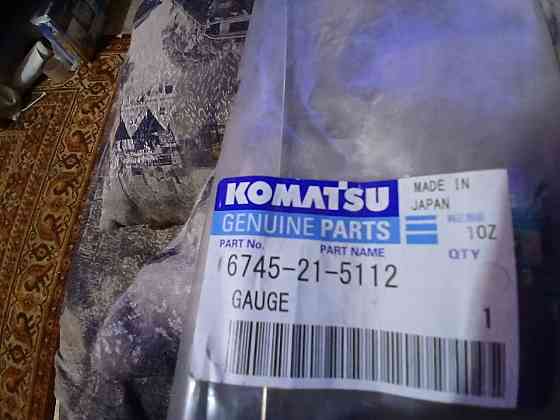 KOMATSU
MADE IN
JAPAN
GENUINE PARTS
10Z
PART No.
PART NAME
QTY
6745-21-5112
GAUGE
1